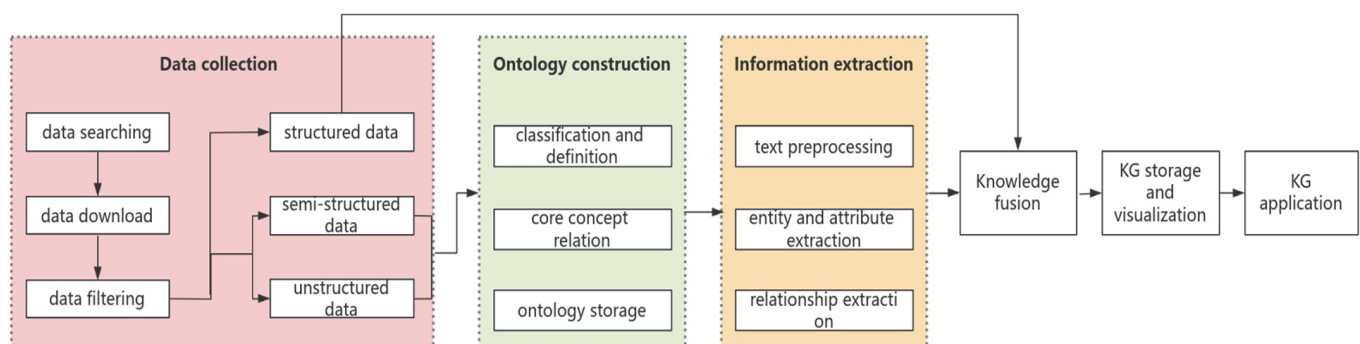 Data collection
data searching
data download
data filtering
structured data
semi-structured
data
unstructured
data
Ontology construction
classification and
definition
core concept
relation
ontology storage
Information extraction
text preprocessing
entity and attribute
extraction
relationship extracti
on
Knowledge
fusion
KG storage
and
visualization
KG
application